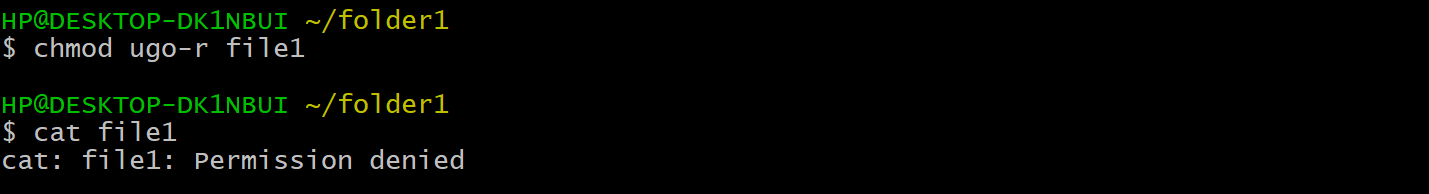 HP@DESKTOP-DK1NBUI ~/folder1
$ chmod ugo-r file1
HP@DESKTOP-DK1NBUI ~/folder1
$ cat file1
cat: file1: Permission denied